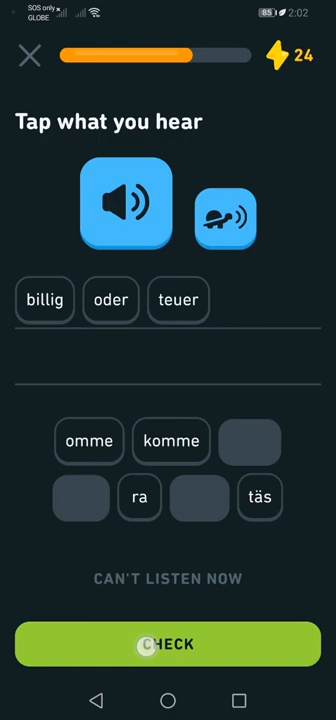 SOS only
GLOBE
85
2:02
24
Tap what you hear
billig oder teuer
omme komme
ra täs
CAN'T LISTEN NOW
CHECK